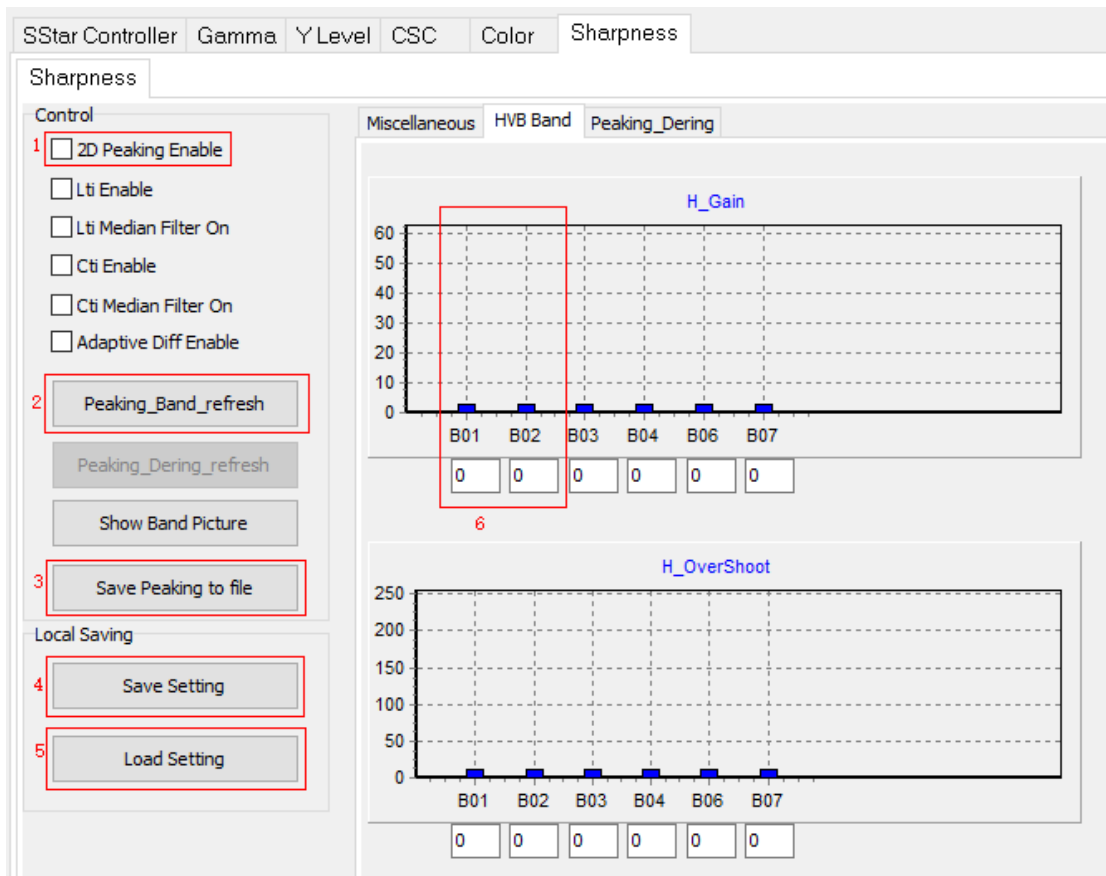 SStar Controller Gamma Y Level CSC Color Sharpness
Sharpness
Control
1 2D Peaking Enable
Lti Enable
Lti Median Filter On
Cti Enable
Cti Median Filter On
Adaptive Diff Enable
2 Peaking_Band_refresh
Peaking_Dering_refresh
Show Band Picture
3 Save Peaking to file
Local Saving
4 Save Setting
5 Load Setting
Miscellaneous HVB Band Peaking_Dering
H_Gain
60
50
40
30
20
10
0
B01 B02 B03 B04 B06 B07
0 0 0 0 0 0
6
H_OverShoot
250
200
150
100
50
0
B01 B02 B03 B04 B06 B07
0 0 0 0 0 0